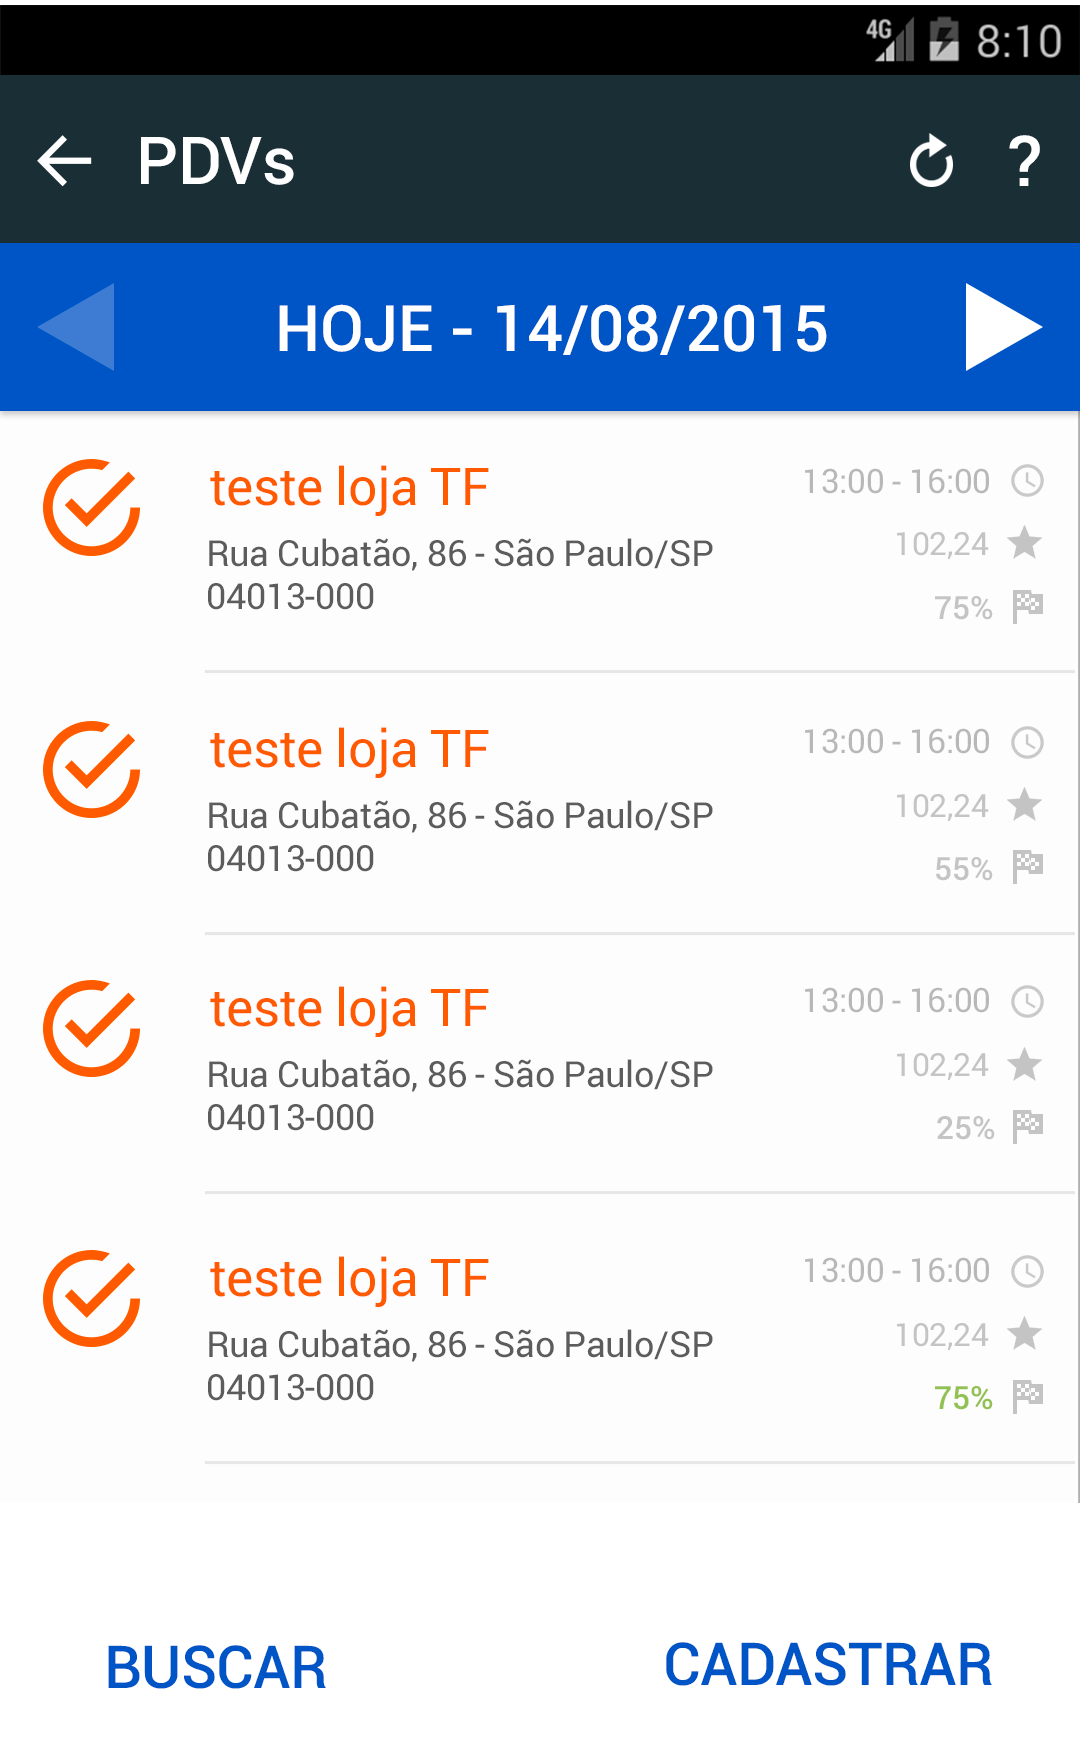 4G 8:10
PDVs ?
HOJE - 14/08/2015
teste loja TF 13:00 - 16:00
Rua Cubatão, 86 - São Paulo/SP 102,24
04013-000 75%
teste loja TF 13:00 - 16:00
Rua Cubatão, 86 - São Paulo/SP 102,24
04013-000 55%
teste loja TF 13:00 - 16:00
Rua Cubatão, 86 - São Paulo/SP 102,24
04013-000 25%
teste loja TF 13:00 - 16:00
Rua Cubatão, 86 - São Paulo/SP 102,24
04013-000 75%
BUSCAR CADASTRAR